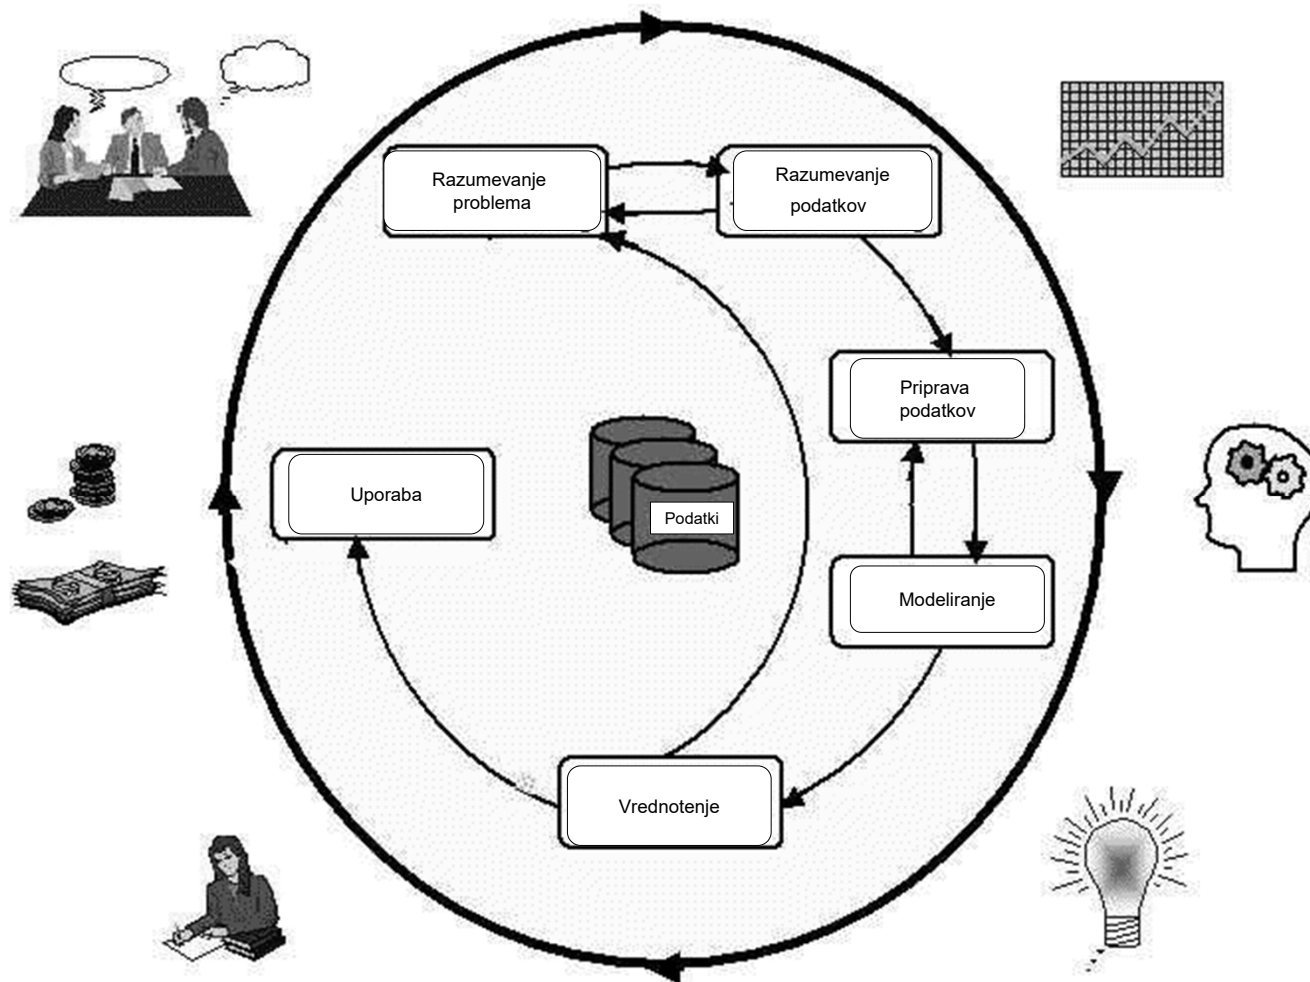 Razumevanje
problema
Razumevanje
podatkov
Priprava
podatkov
Uporaba
Podatki
Modeliranje
Vrednotenje